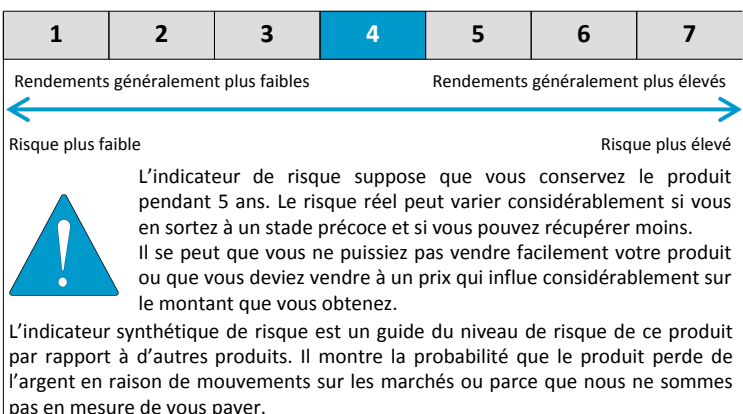 1 2 3 4 5 6 7
Rendements généralement plus faibles Rendements généralement plus élevés
Risque plus faible Risque plus élevé
L’indicateur de risque suppose que vous conservez le produit
pendant 5 ans. Le risque réel peut varier considérablement si vous
en sortez à un stade précoce et si vous pouvez récupérer moins.
Il se peut que vous ne puissiez pas vendre facilement votre produit
ou que vous deviez vendre à un prix qui influe considérablement sur
le montant que vous obtenez.
L’indicateur synthétique de risque est un guide du niveau de risque de ce produit
par rapport à d’autres produits. Il montre la probabilité que le produit perde de
l’argent en raison de mouvements sur les marchés ou parce que nous ne sommes
pas en mesure de vous payer.